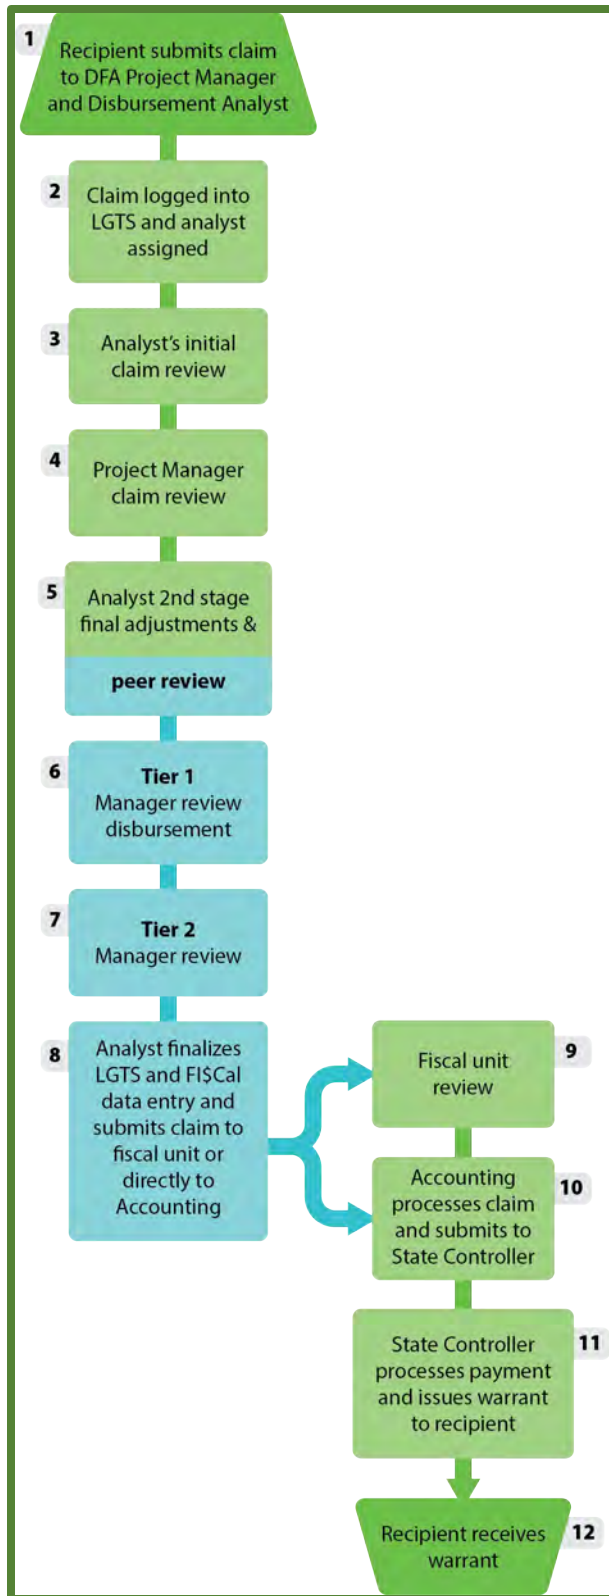 1
Recipient submits claim
to DFA Project Manager
and Disbursement Analyst
2
Claim logged into
LGTS and analyst
assigned
3
Analyst's initial
claim review
4
Project Manager
claim review
5
Analyst 2nd stage
final adjustments &
peer review
6
Tier 1
Manager review
disbursement
7
Tier 2
Manager review
8
Analyst finalizes
LGTS and FI$Cal
data entry and
submits claim to
fiscal unit or
directly to
Accounting
9
Fiscal unit
review
10
Accounting
processes claim
and submits to
State Controller
11
State Controller
processes payment
and issues warrant
to recipient
12
Recipient receives
warrant